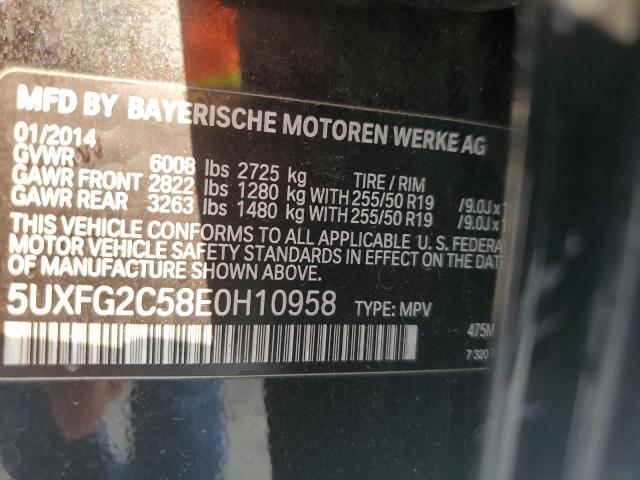 MFD BY BAYERISCHE MOTOREN WERKE AG
01/2014
GVWR 6008 lbs 2725 kg TIRE / RIM
GAWR FRONT 2822 lbs 1280 kg WITH 255/50 R19 /9.0J x
GAWR REAR 3263 lbs 1480 kg WITH 255/50 R19 /9.0J x
THIS VEHICLE CONFORMS TO ALL APPLICABLE U.S. FEDERAL
MOTOR VEHICLE SAFETY STANDARDS IN EFFECT ON THE DATE
OF MANUFACTURE SHOWN ABOVE.
5UXFG2C58E0H10958 TYPE: MPV 475
7 320